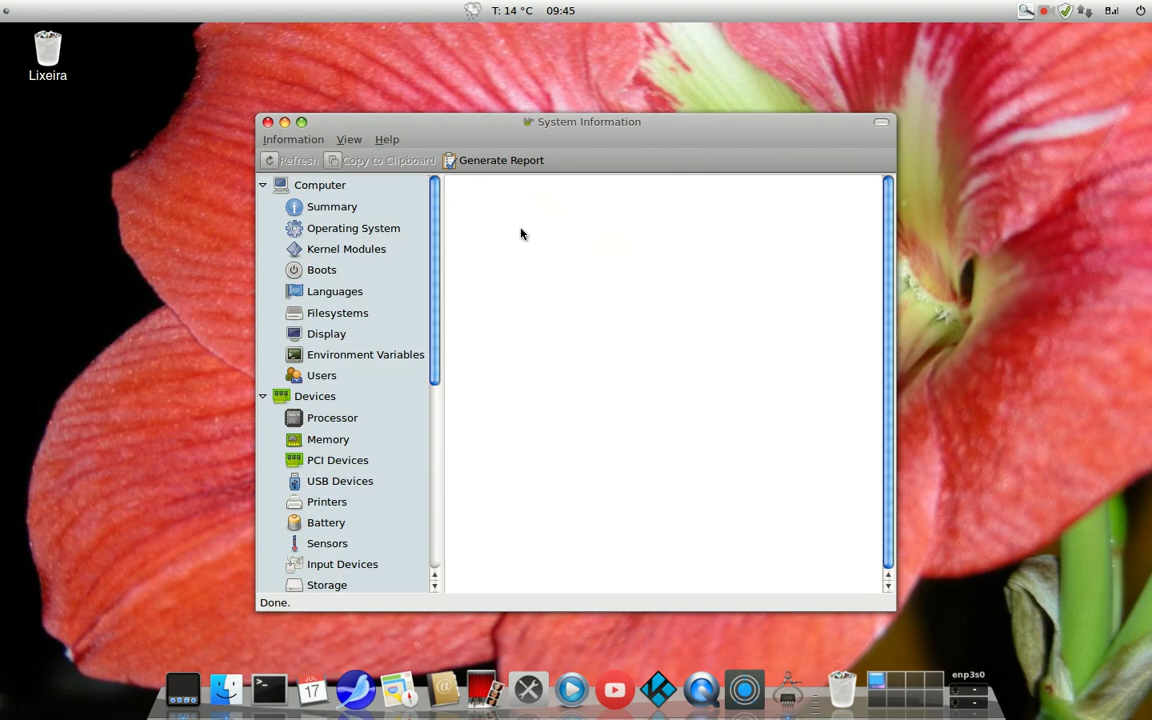 T: 14 °C 09:45
Lixeira
System Information
Information View Help
Refresh Copy to Clipboard Generate Report
Computer
Summary
Operating System
Kernel Modules
Boots
Languages
Filesystems
Display
Environment Variables
Users
Devices
Processor
Memory
PCI Devices
USB Devices
Printers
Battery
Sensors
Input Devices
Storage
Done.
JUL
17
enp3s0